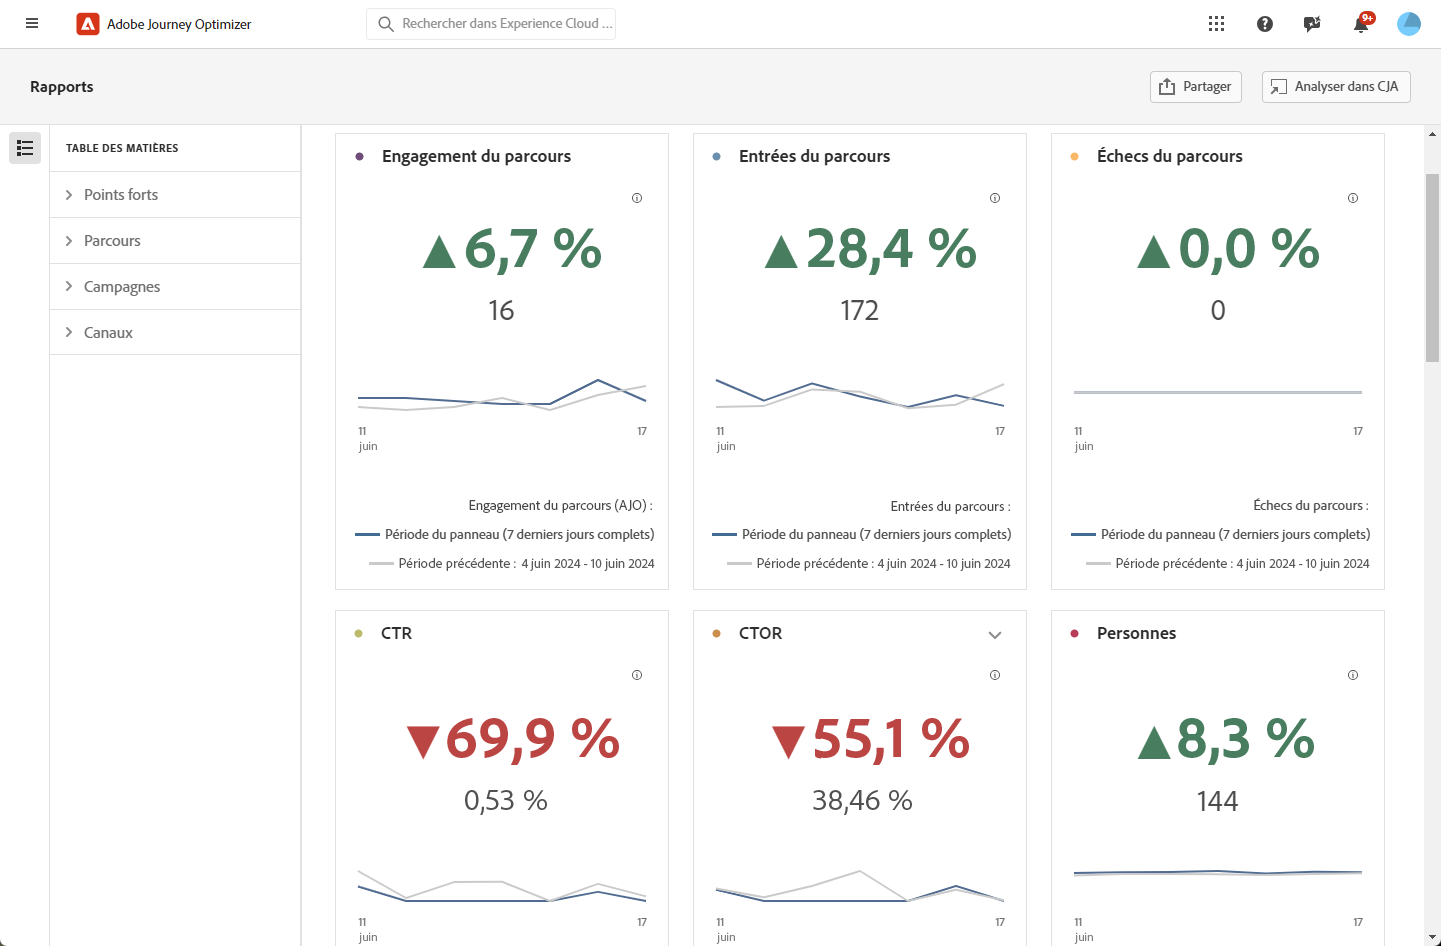 Adobe Journey Optimizer
Rechercher dans Experience Cloud ...
9+
Rapports
Partager
Analyser dans CJA
TABLE DES MATIÈRES
Points forts
Parcours
Campagnes
Canaux
Engagement du parcours
▲6,7 %
16
11
juin
17
Engagement du parcours (AJO) :
Période du panneau (7 derniers jours complets)
Période précédente : 4 juin 2024 - 10 juin 2024
Entrées du parcours
▲28,4 %
172
11
juin
17
Entrées du parcours :
Période du panneau (7 derniers jours complets)
Période précédente : 4 juin 2024 - 10 juin 2024
Échecs du parcours
▲0,0 %
0
11
juin
17
Échecs du parcours :
Période du panneau (7 derniers jours complets)
Période précédente : 4 juin 2024 - 10 juin 2024
CTR
▼69,9 %
0,53 %
11
juin
17
CTOR
▼55,1 %
38,46 %
11
juin
17
Personnes
▲8,3 %
144
11
juin
17